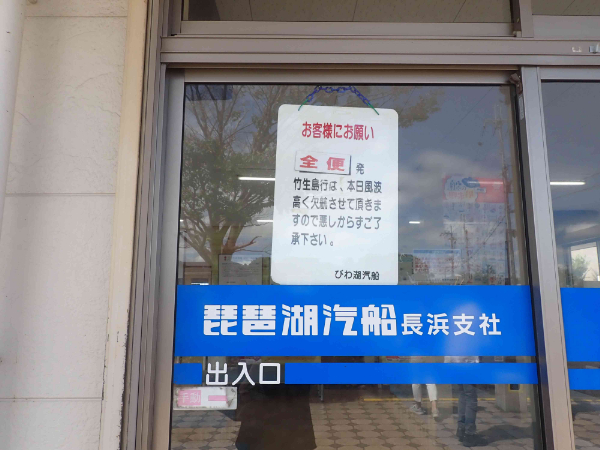 お客様にお願い
全便 発
竹生島行は、本日風波
高く欠航させて頂きま
すので悪しからずご了
承下さい。
びわ湖汽船
琵琶湖汽船長浜支社
出入口